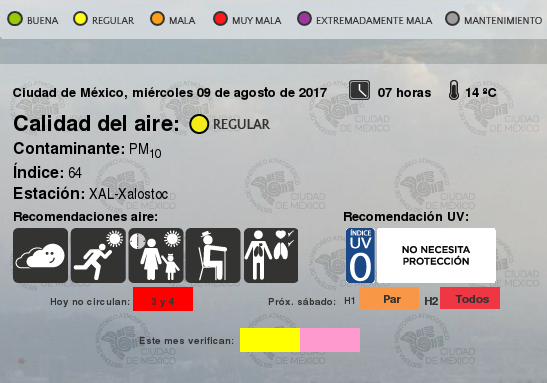 BUENA REGULAR MALA MUY MALA EXTREMADAMENTE MALA MANTENIMIENTO
Ciudad de México, miércoles 09 de agosto de 2017 07 horas 14 ºC
Calidad del aire: REGULAR
Contaminante: PM10
Índice: 64
Estación: XAL-Xalostoc
Recomendaciones aire: Recomendación UV:
ÍNDICE
UV
0
NO NECESITA
PROTECCIÓN
Hoy no circulan: 3 y 4 Próx. sábado: H1 Par H2 Todos
Este mes verifican:
CIUDAD
DE MÉXICO